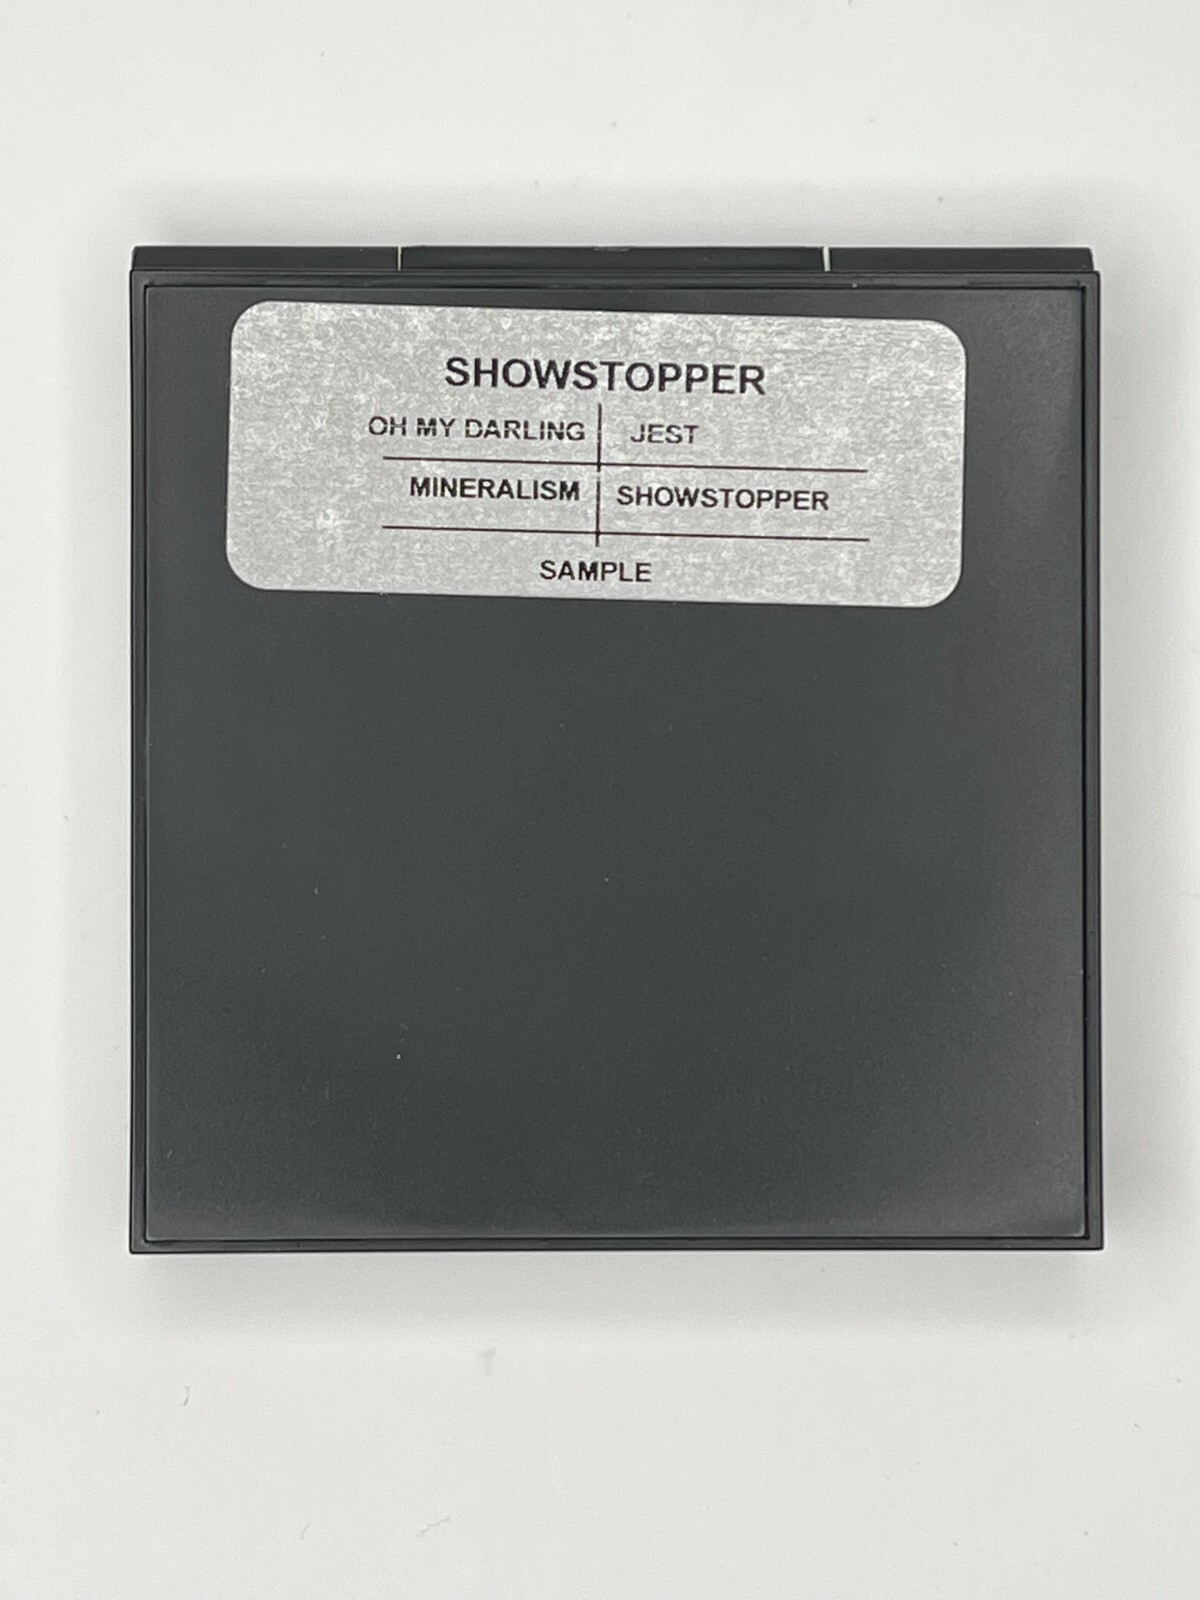 SHOWSTOPPER
OH MY DARLING JEST
MINERALISM SHOWSTOPPER
SAMPLE